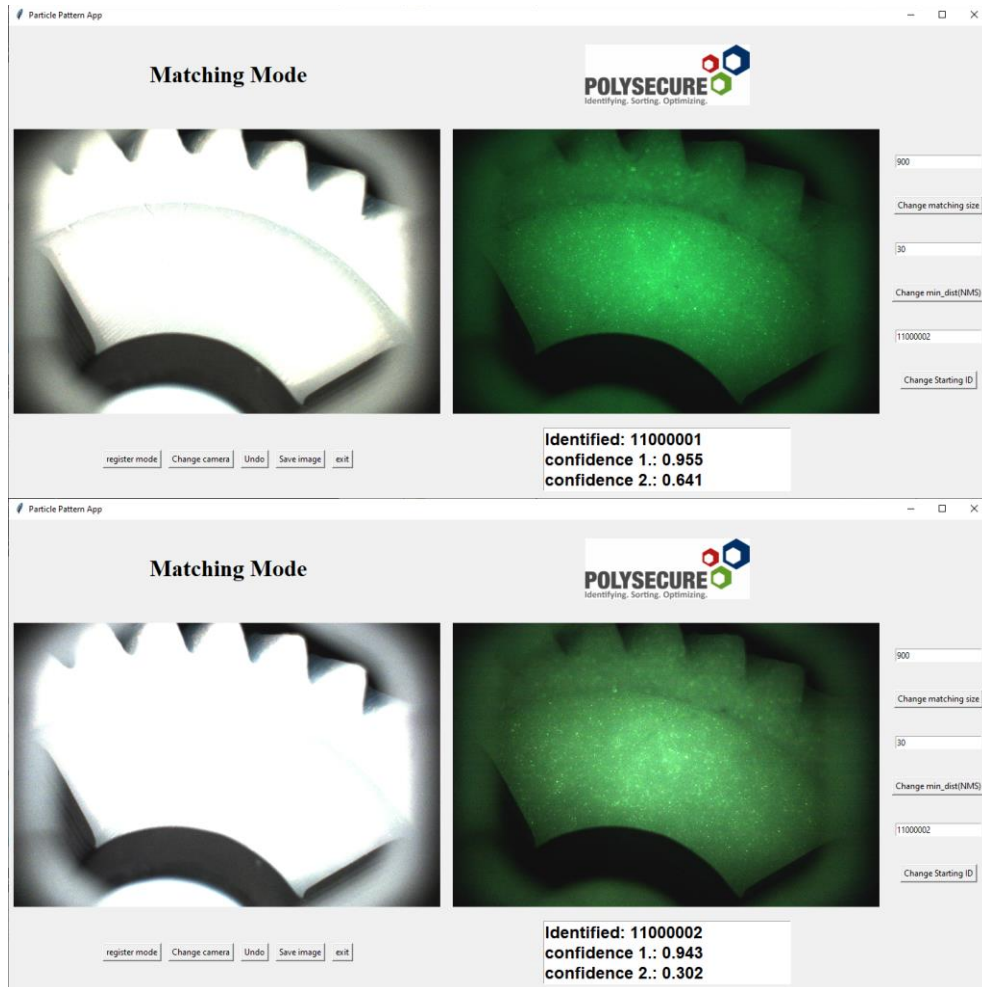 Particle Pattern App
Matching Mode
POLYSECURE
Identifying. Sorting. Optimizing.
900
Change matching size
30
Change min_dist(NMS)
11000002
Change Starting ID
register mode Change camera Undo Save image exit
Identified: 11000001
confidence 1.: 0.955
confidence 2.: 0.641
Particle Pattern App
Matching Mode
POLYSECURE
Identifying. Sorting. Optimizing.
900
Change matching size
30
Change min_dist(NMS)
11000002
Change Starting ID
register mode Change camera Undo Save image exit
Identified: 11000002
confidence 1.: 0.943
confidence 2.: 0.302